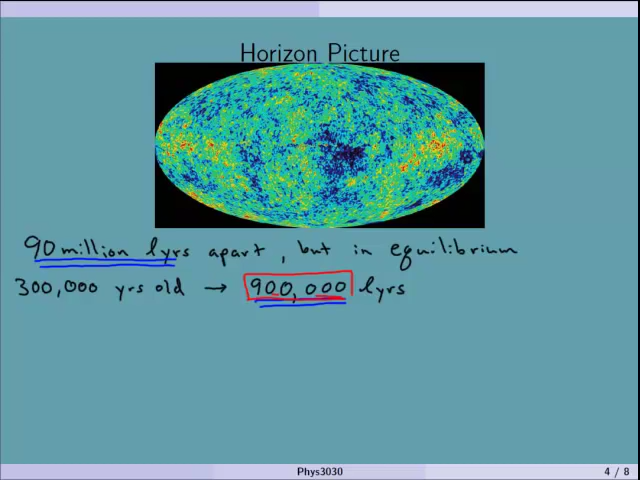 Horizon Picture
90 million lyrs apart, but in equilibrium
300,000 yrs old → 900,000 lyrs
Phys3030
4 / 8